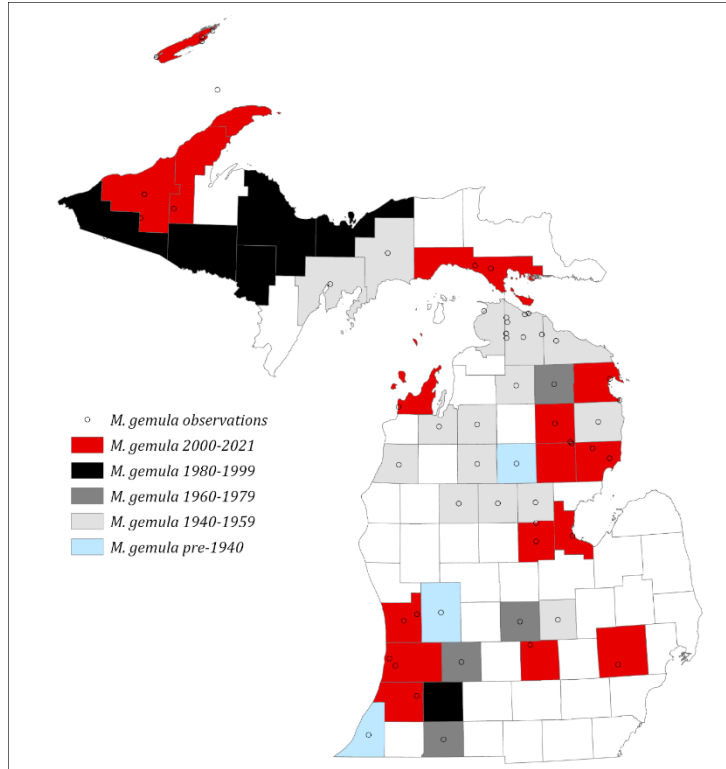 M. gemula observations
M. gemula 2000-2021
M. gemula 1980-1999
M. gemula 1960-1979
M. gemula 1940-1959
M. gemula pre-1940